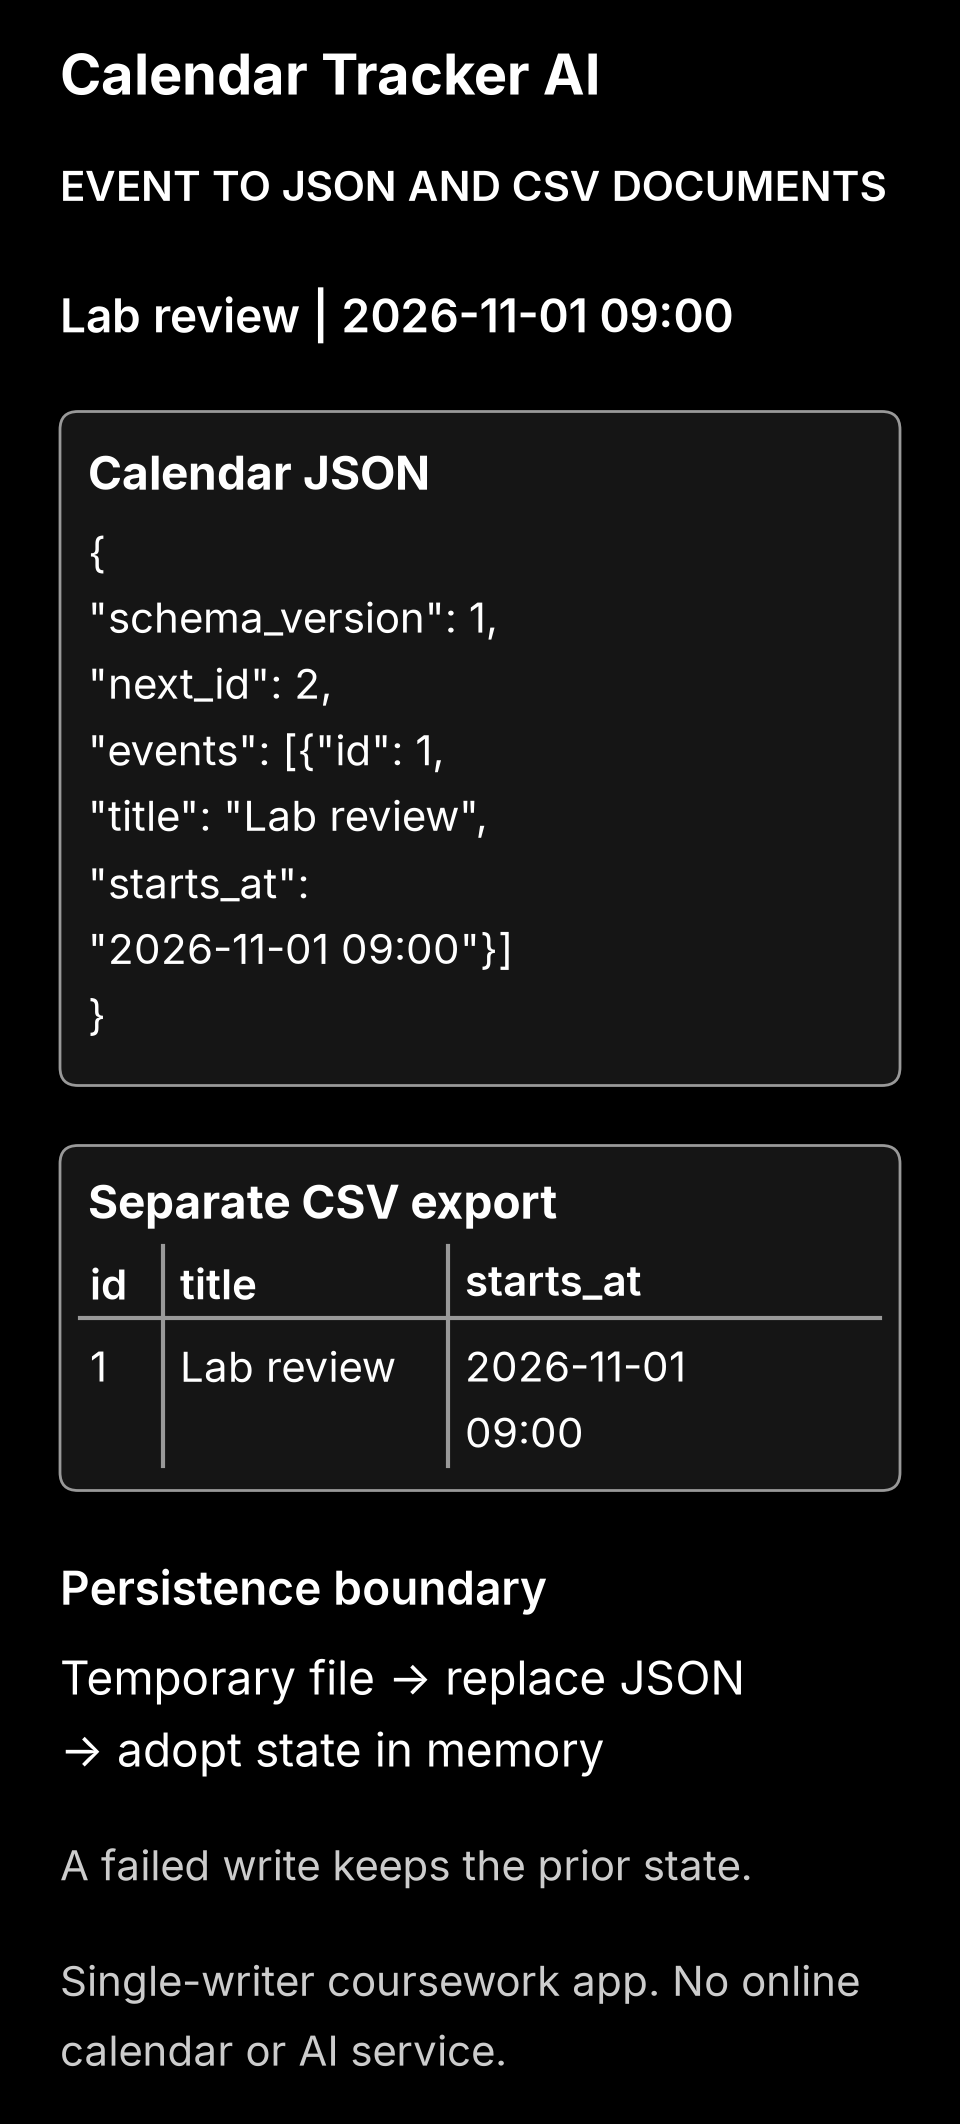 Calendar Tracker AI
EVENT TO JSON AND CSV DOCUMENTS
Lab review | 2026-11-01 09:00
Calendar JSON
{
"schema_version": 1,
"next_id": 2,
"events": [{"id": 1,
"title": "Lab review",
"starts_at":
"2026-11-01 09:00"}]
}
Separate CSV export
id title starts_at
1 Lab review 2026-11-01
09:00
Persistence boundary
Temporary file → replace JSON
→ adopt state in memory
A failed write keeps the prior state.
Single-writer coursework app. No online
calendar or AI service.